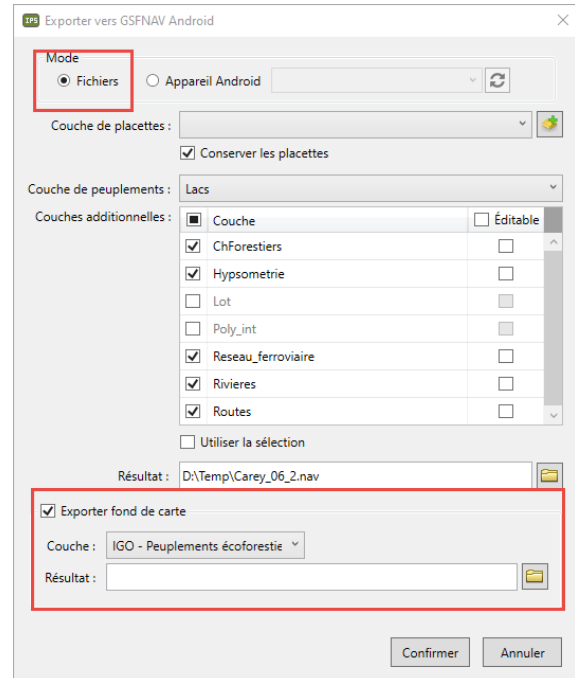 IPS Exporter vers GSFNAV Android
Mode
Fichiers Appareil Android
Couche de placettes :
Conserver les placettes
Couche de peuplements : Lacs
Couches additionnelles : Couche Éditable
ChForestiers
Hypsometrie
Lot
Poly_int
Reseau_ferroviaire
Rivieres
Routes
Utiliser la sélection
Résultat : D:\Temp\Carey_06_2.nav
Exporter fond de carte
Couche : IGO - Peuplements écoforestie
Résultat :
Confirmer Annuler